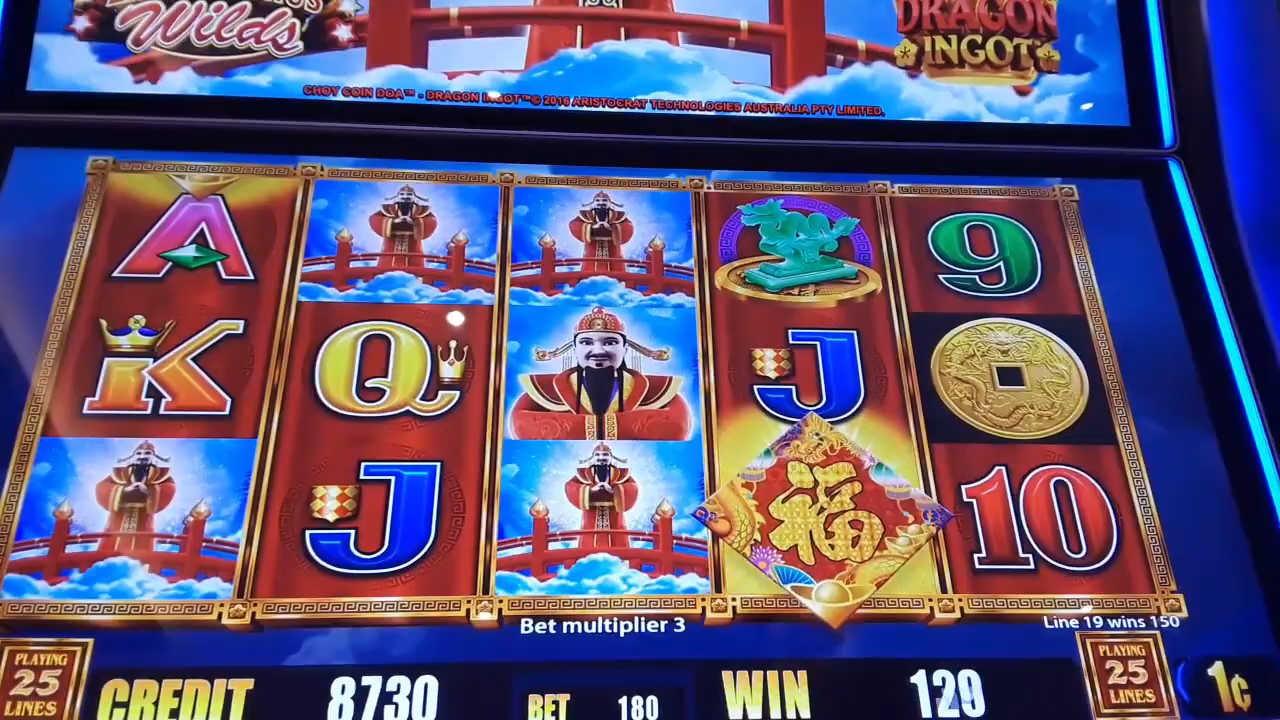 Wilds
DRAGON
INGOT
CHOY COIN DOA™ - DRAGON INGOT™© 2016 ARISTOCRAT TECHNOLOGIES AUSTRALIA PTY LIMITED.
A
9
K
Q
J
J
福
10
Bet multiplier 3
Line 19 wins 150
PLAYING
25
LINES
CREDIT 8730
BET 180
WIN 129
PLAYING
25
LINES
1¢